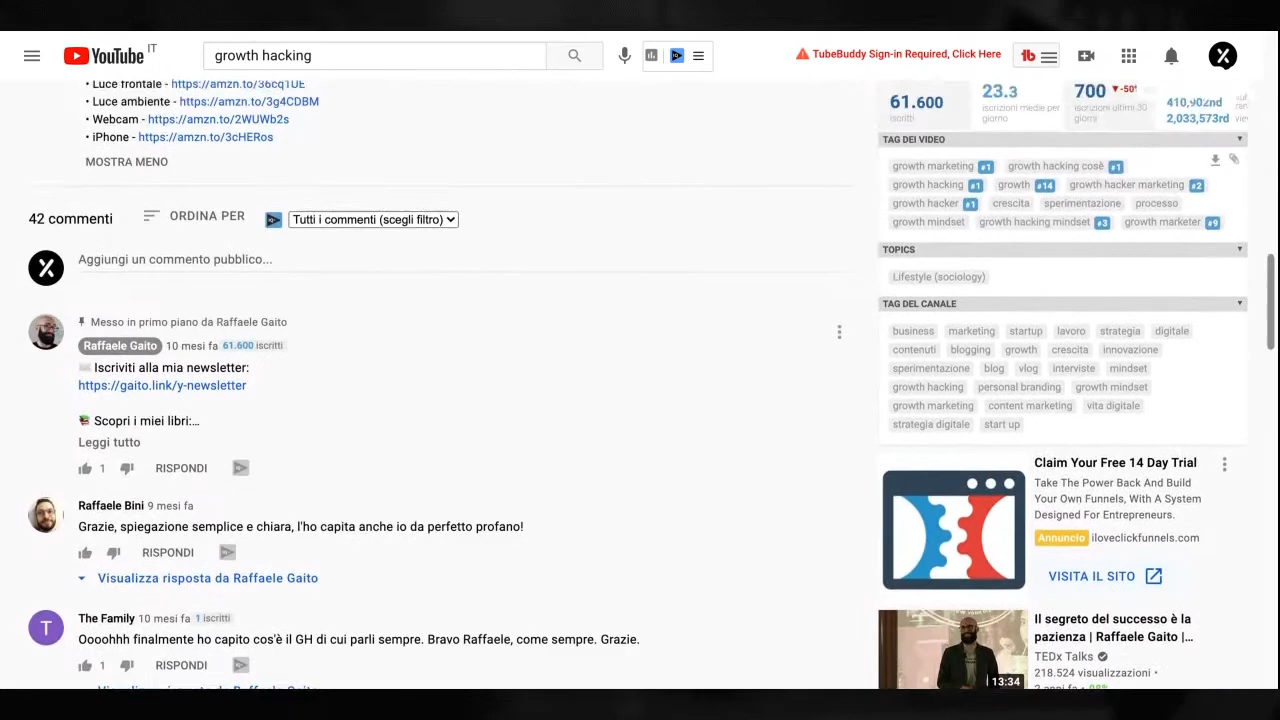 YouTube IT
growth hacking
TubeBuddy Sign-in Required, Click Here
• Luce frontale - https://amzn.to/36cq1UE
• Luce ambiente - https://amzn.to/3g4CDBM
• Webcam - https://amzn.to/2WUWb2s
• iPhone - https://amzn.to/3cHERos
MOSTRA MENO
42 commenti
ORDINA PER
Tutti i commenti (scegli filtro)
Aggiungi un commento pubblico...
Messo in primo piano da Raffaele Gaito
Raffaele Gaito 10 mesi fa 61.600 iscritti
Iscriviti alla mia newsletter:
https://gaito.link/y-newsletter
Scopri i miei libri:...
Leggi tutto
1 RISPONDI
Raffaele Bini 9 mesi fa
Grazie, spiegazione semplice e chiara, l'ho capita anche io da perfetto profano!
RISPONDI
Visualizza risposta da Raffaele Gaito
T
The Family 10 mesi fa 1 iscritti
Oooohhh finalmente ho capito cos'è il GH di cui parli sempre. Bravo Raffaele, come sempre. Grazie.
1 RISPONDI
Visualizza risposta da Raffaele Gaito
61.600
iscritti
23.3
iscrizioni medie per
giorno
700 ▼-50%
iscrizioni ultimi 30
giorni
410,902nd
2,033,573rd
TAG DEI VIDEO
growth marketing #1 growth hacking cosè #1
growth hacking #1 growth #14 growth hacker marketing #2
growth hacker #1 crescita sperimentazione processo
growth mindset growth hacking mindset #3 growth marketer #9
TOPICS
Lifestyle (sociology)
TAG DEL CANALE
business marketing startup lavoro strategia digitale
contenuti blogging growth crescita innovazione
sperimentazione blog vlog interviste mindset
growth hacking personal branding growth mindset
growth marketing content marketing vita digitale
strategia digitale start up
Claim Your Free 14 Day Trial
Take The Power Back And Build
Your Own Funnels, With A System
Designed For Entrepreneurs.
Annuncio iloveclickfunnels.com
VISITA IL SITO
Il segreto del successo è la
pazienza | Raffaele Gaito |...
TEDx Talks
218.524 visualizzazioni •
13:34